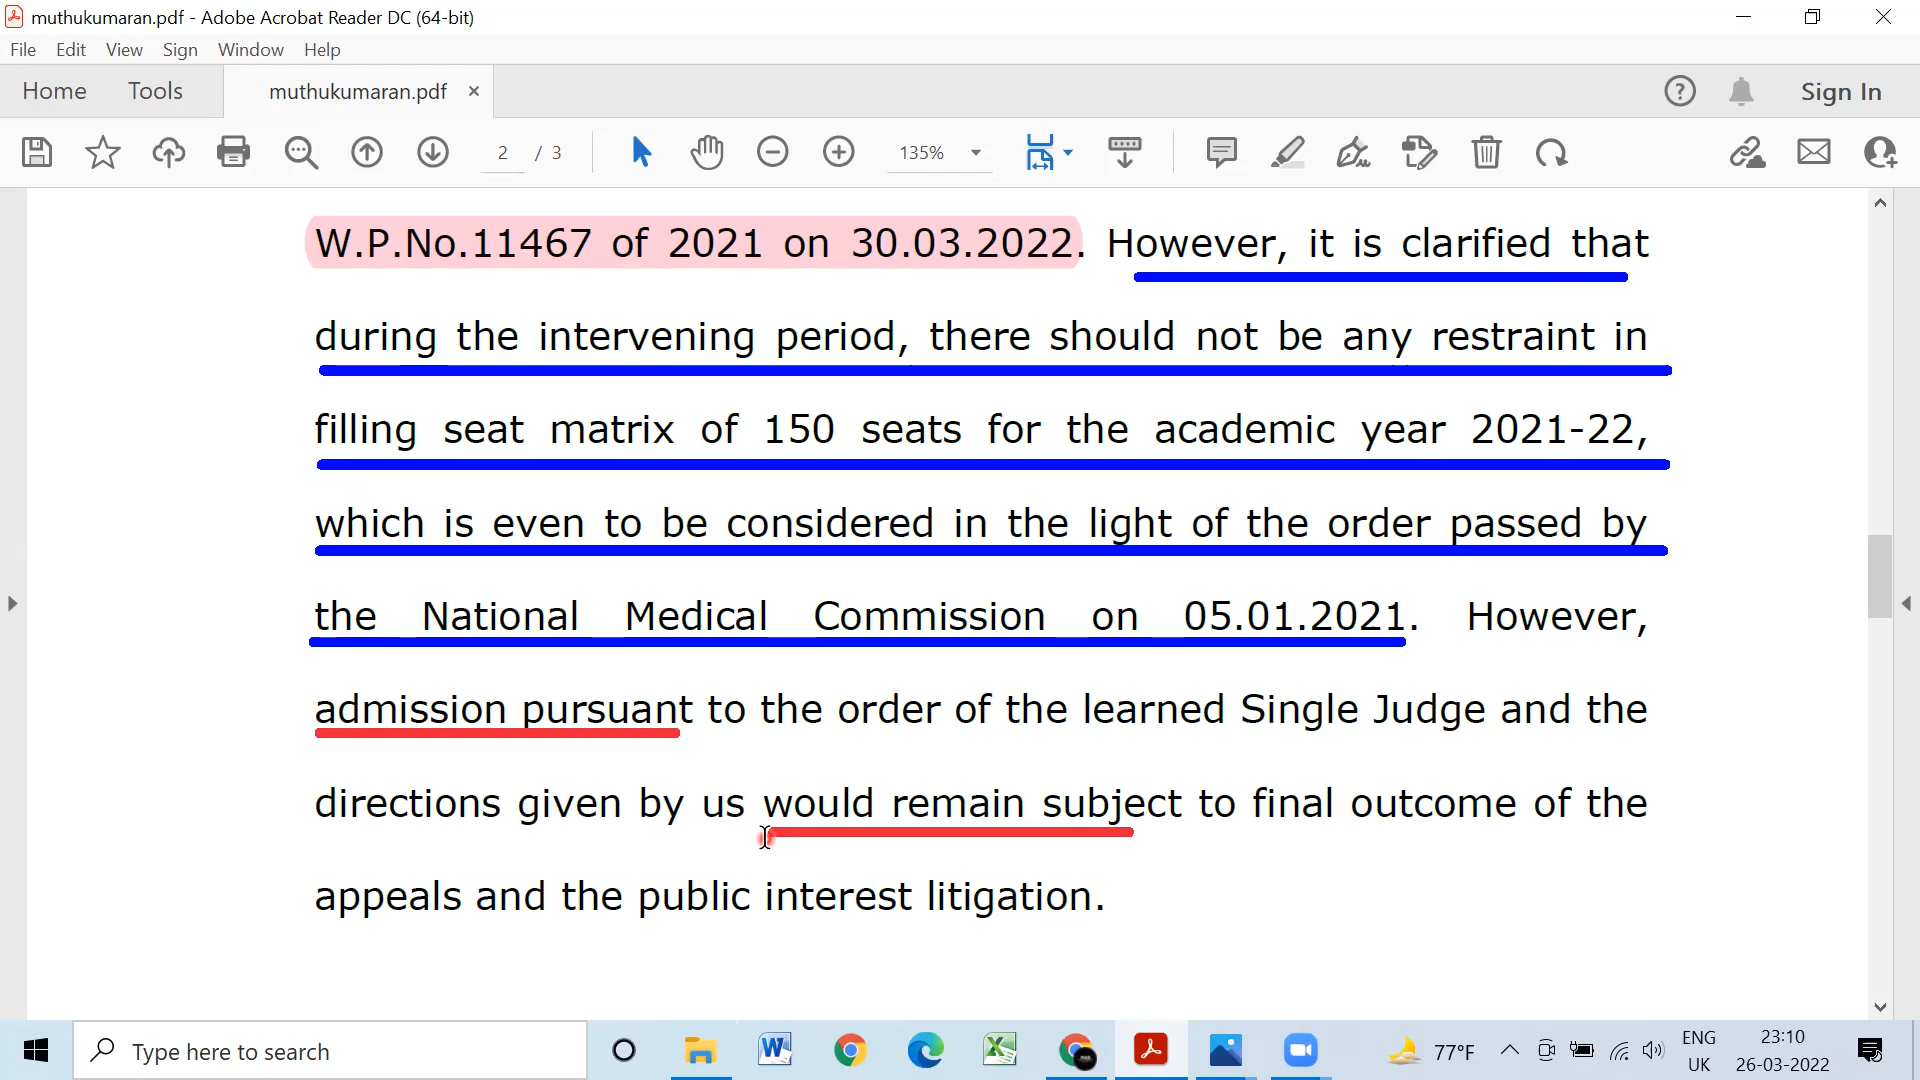 muthukumaran.pdf - Adobe Acrobat Reader DC (64-bit)
File Edit View Sign Window Help
Home Tools muthukumaran.pdf × Sign In
2 / 3 135%
W.P.No.11467 of 2021 on 30.03.2022. However, it is clarified that
during the intervening period, there should not be any restraint in
filling seat matrix of 150 seats for the academic year 2021-22,
which is even to be considered in the light of the order passed by
the National Medical Commission on 05.01.2021. However,
admission pursuant to the order of the learned Single Judge and the
directions given by us would remain subject to final outcome of the
appeals and the public interest litigation.
Type here to search
77°F
ENG
UK
23:10
26-03-2022